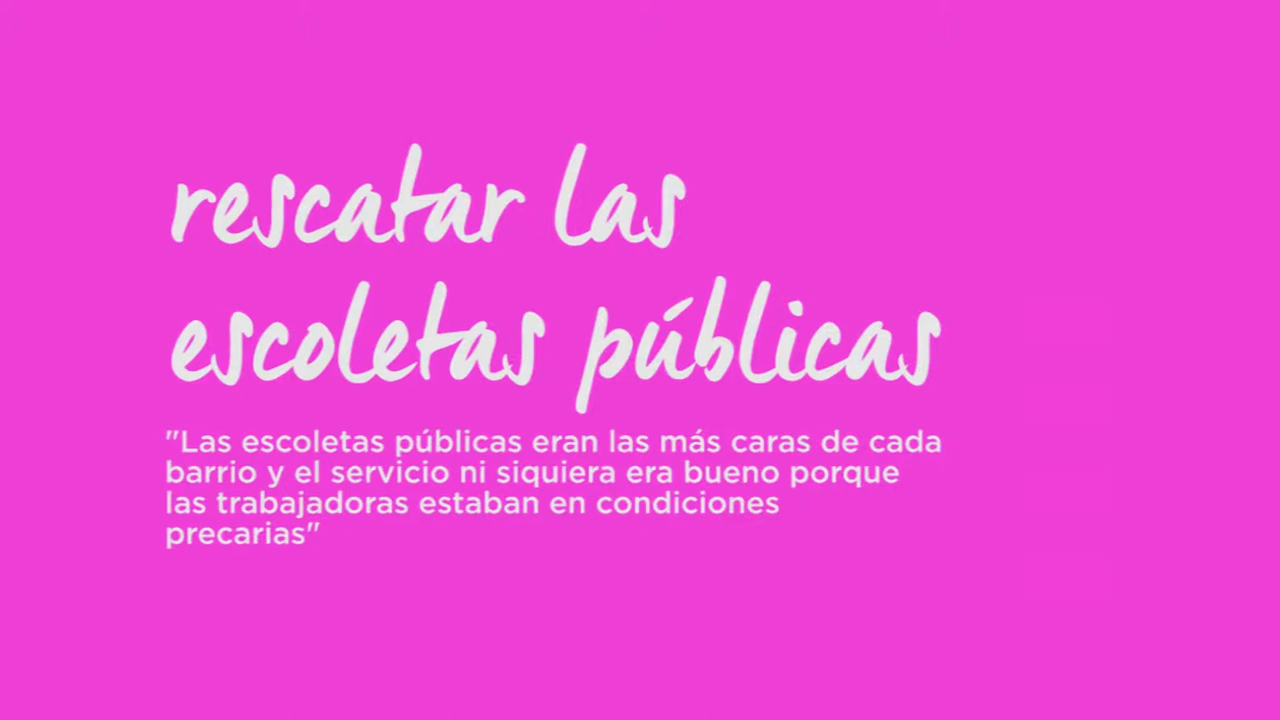 rescatar las
escoletas públicas
"Las escoletas públicas eran las más caras de cada
barrio y el servicio ni siquiera era bueno porque
las trabajadoras estaban en condiciones
precarias"